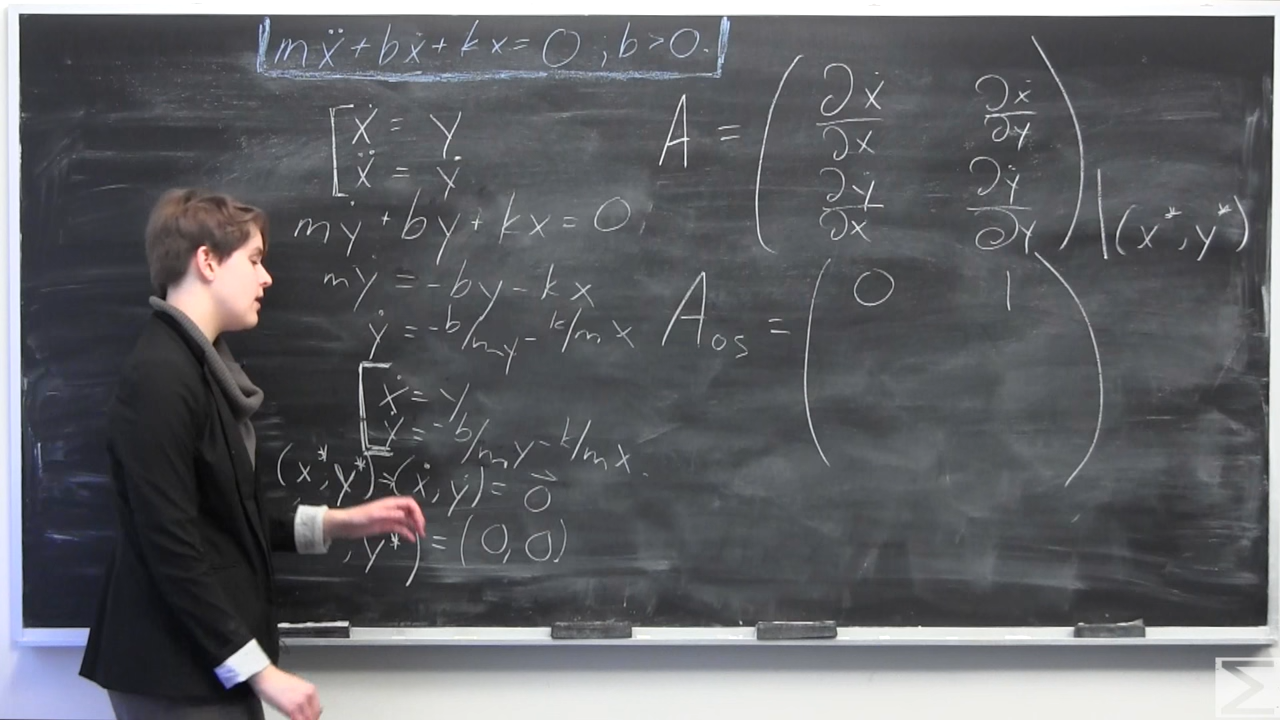 mẍ + bẋ + kx = 0 ; b > 0.
ẋ = y
ẍ = ẏ
mẏ + by + kx = 0,
mẏ = -by - kx
ẏ = -b/m y - k/m x
ẋ = y
ẏ = -b/m y - k/m x.
(x*, y*) = (ẋ, ẏ) = 0⃗
, y*) = (0, 0)
A = ( ∂ẋ/∂x ∂ẋ/∂y
∂ẏ/∂x ∂ẏ/∂y ) | (x*, y*)
A_os = ( 0 1 )
Σ